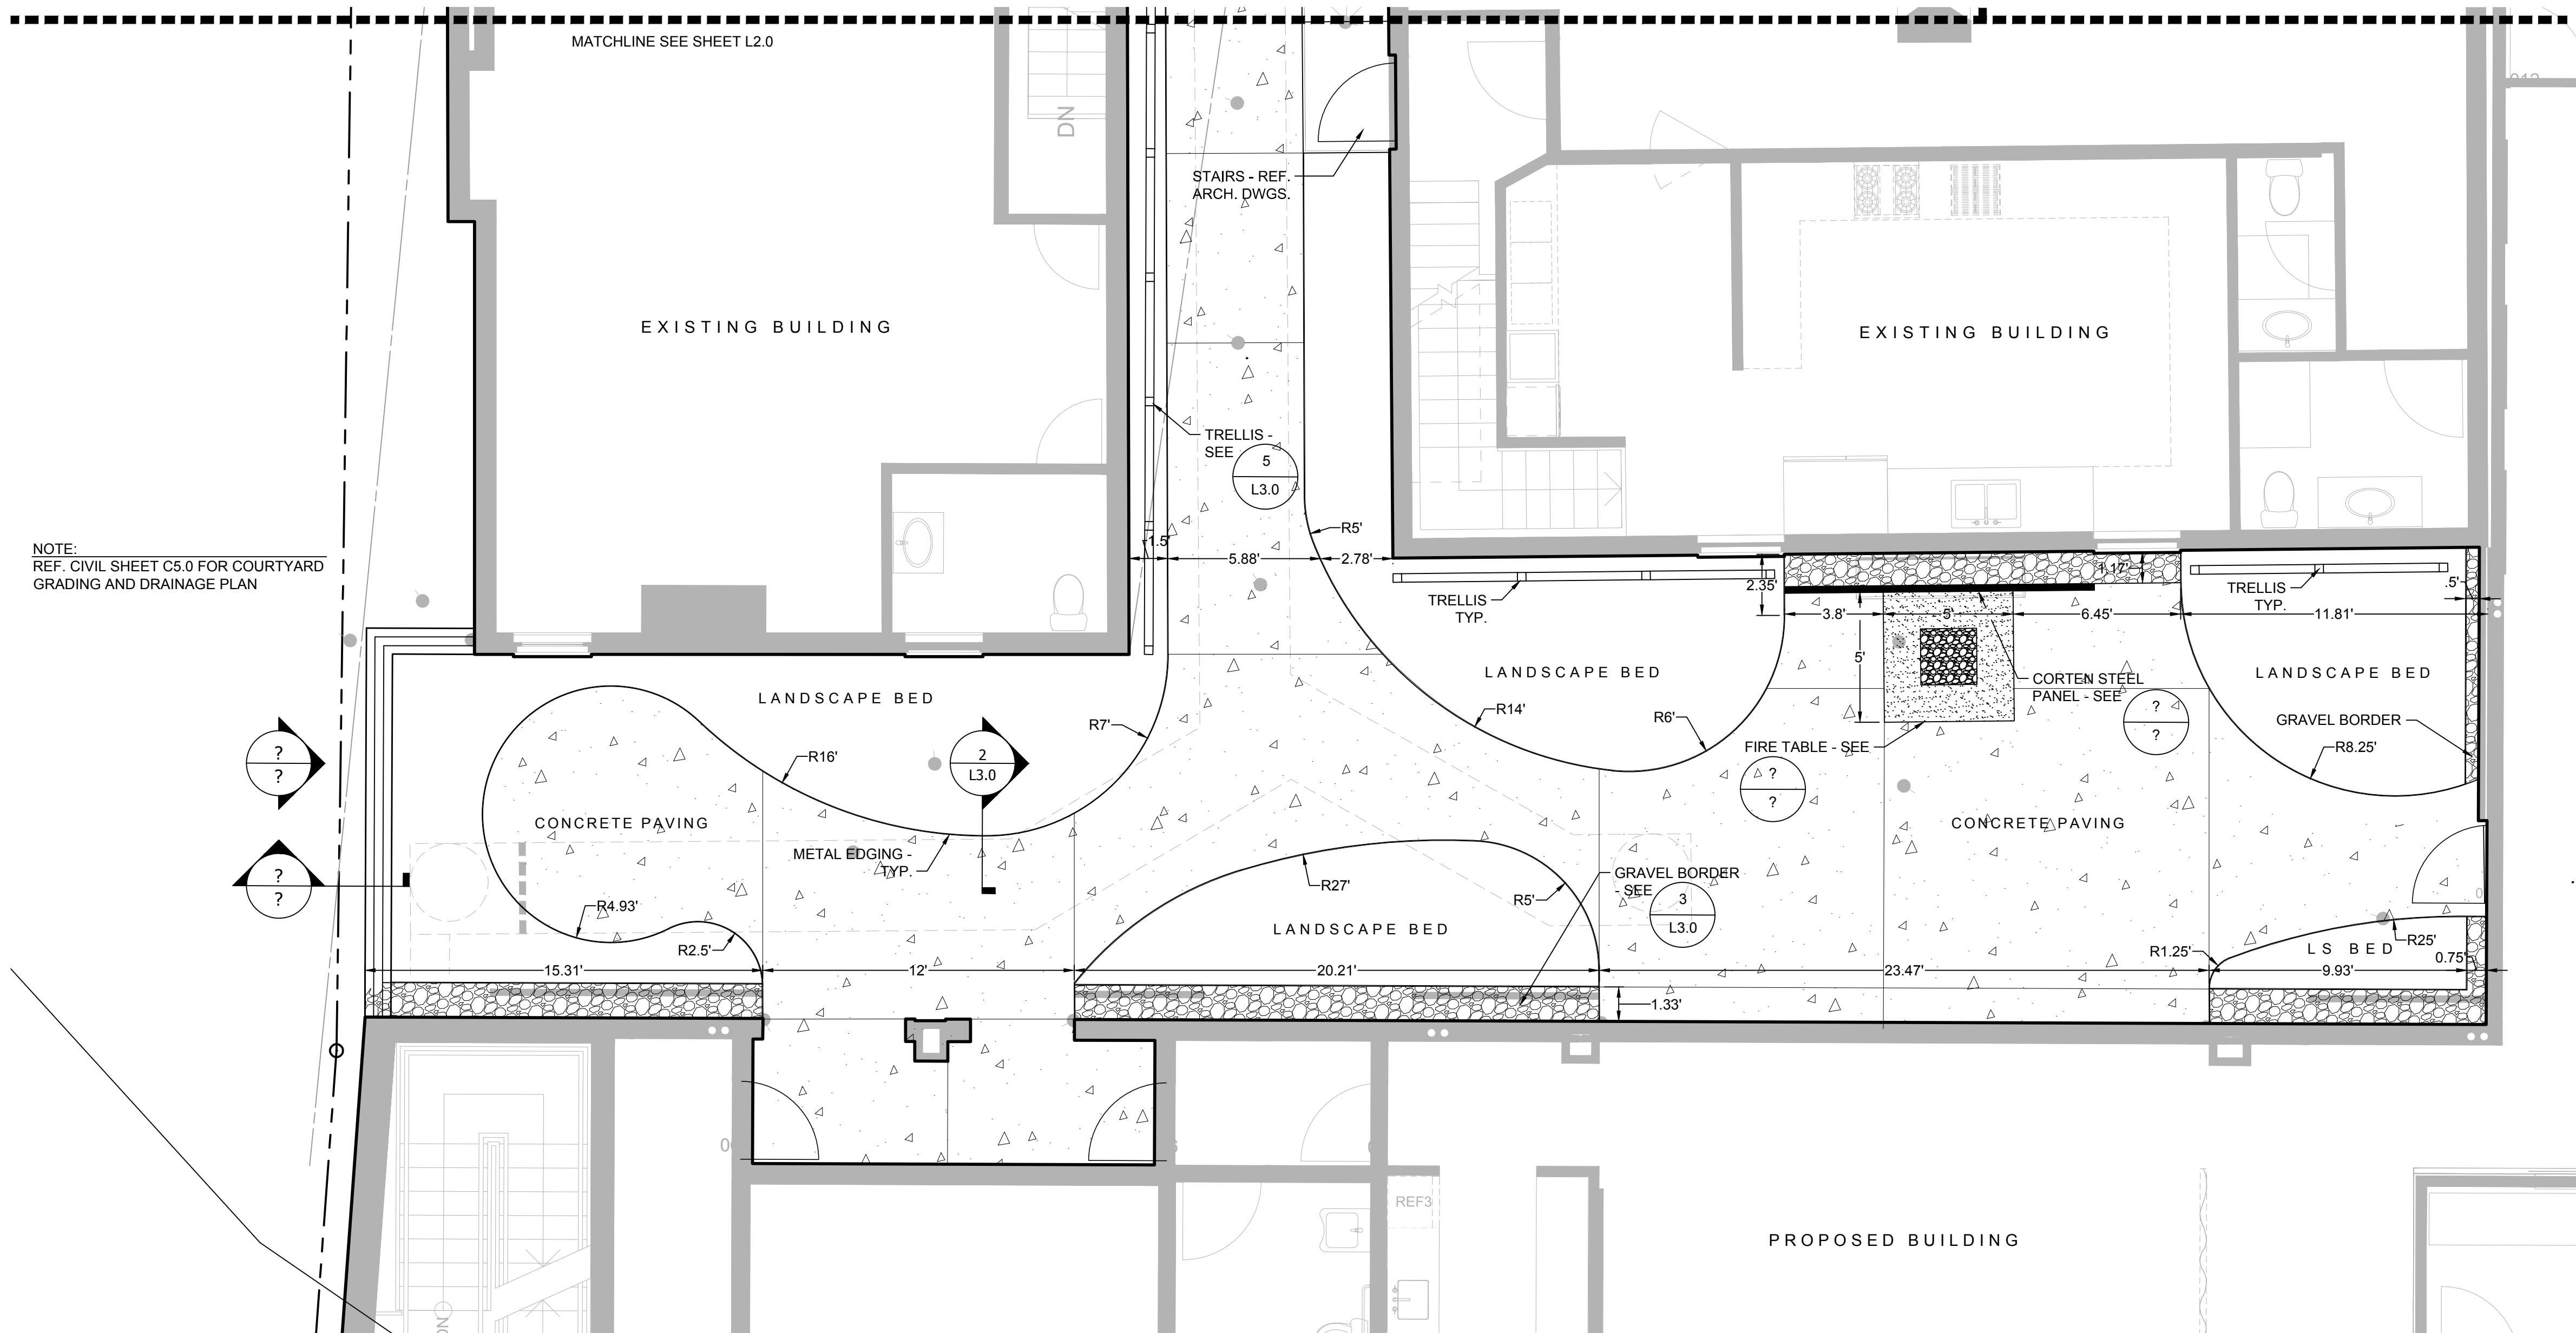 MATCHLINE SEE SHEET L2.0
DN
STAIRS - REF.
ARCH. DWGS.
EXISTING BUILDING
EXISTING BUILDING
TRELLIS -
SEE
5
L3.0
R5'
NOTE:
REF. CIVIL SHEET C5.0 FOR COURTYARD
GRADING AND DRAINAGE PLAN
1.5'
5.88'
2.78'
TRELLIS
TYP.
2.35'
1.17'
TRELLIS
TYP.
.5'
3.8'
5'
6.45'
11.81'
5'
LANDSCAPE BED
LANDSCAPE BED
LANDSCAPE BED
CORTEN STEEL
PANEL - SEE
?
?
R7'
R14'
R6'
GRAVEL BORDER
FIRE TABLE - SEE
?
?
R8.25'
?
?
2
L3.0
R16'
CONCRETE PAVING
CONCRETE PAVING
METAL EDGING -
TYP.
?
?
R27'
GRAVEL BORDER
- SEE
3
L3.0
R5'
R4.93'
R2.5'
LANDSCAPE BED
R1.25'
LS BED
R25'
0.75'
15.31'
12'
20.21'
23.47'
9.93'
1.33'
REF3
PROPOSED BUILDING